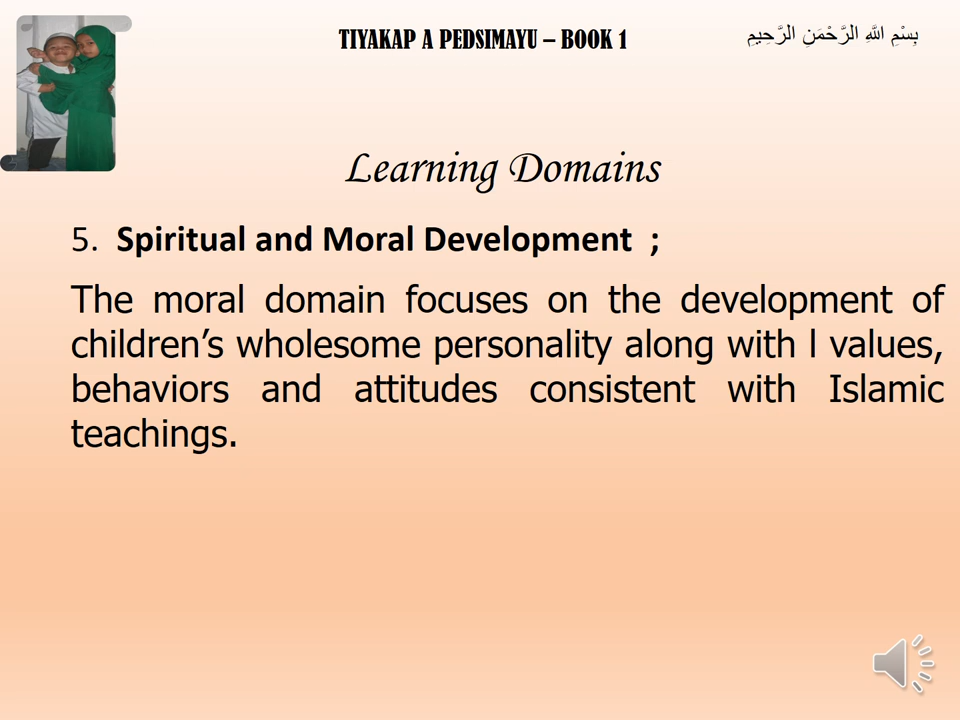 TIYAKAP A PEDSIMAYU – BOOK 1
بِسْمِ اللَّهِ الرَّحْمَنِ الرَّحِيمِ
Learning Domains
5. Spiritual and Moral Development ;
The moral domain focuses on the development of
children’s wholesome personality along with l values,
behaviors and attitudes consistent with Islamic
teachings.